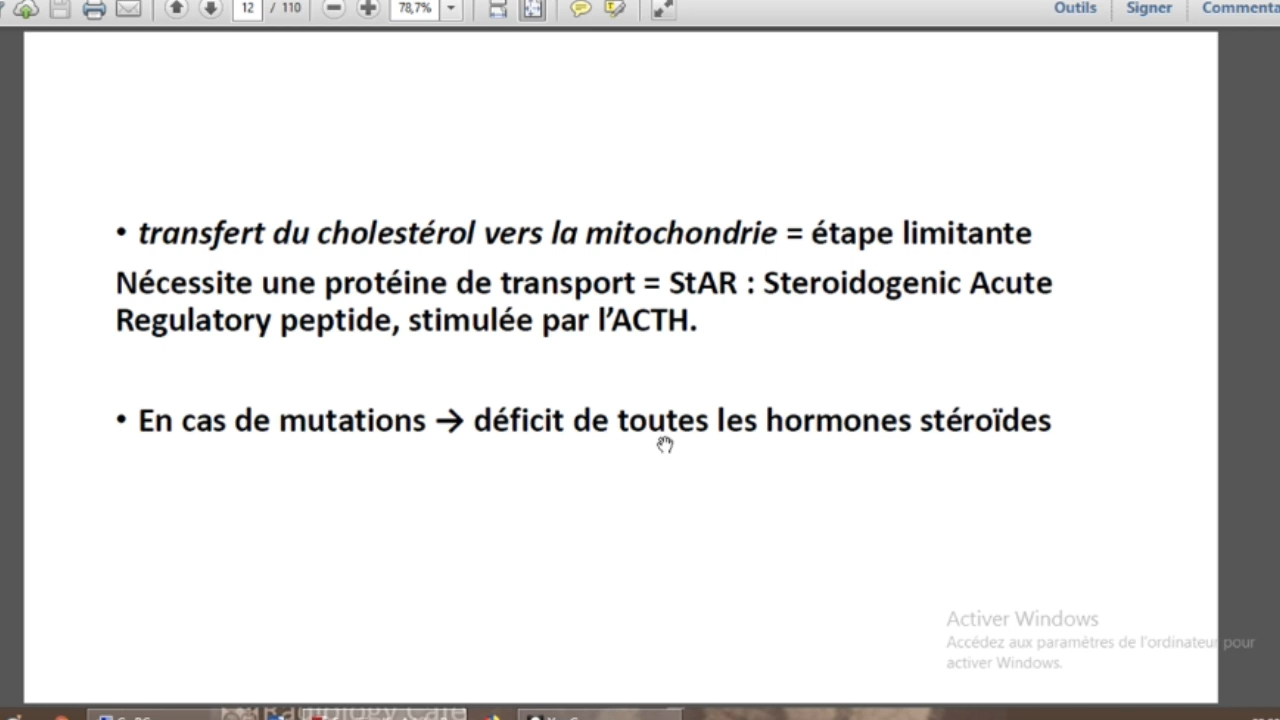 12 / 110
78,7%
Outils
Signer
Commenta
• transfert du cholestérol vers la mitochondrie = étape limitante
Nécessite une protéine de transport = StAR : Steroidogenic Acute
Regulatory peptide, stimulée par l’ACTH.
• En cas de mutations → déficit de toutes les hormones stéroïdes
Activer Windows
Accédez aux paramètres de l'ordinateur pour
activer Windows.